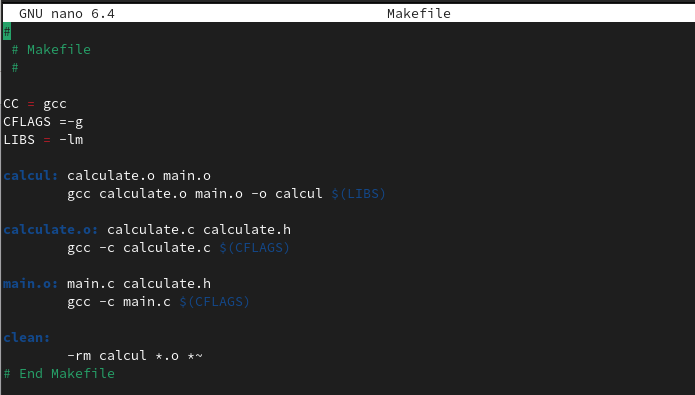 GNU nano 6.4 Makefile
#
# Makefile
#
CC = gcc
CFLAGS =-g
LIBS = -lm
calcul: calculate.o main.o
gcc calculate.o main.o -o calcul $(LIBS)
calculate.o: calculate.c calculate.h
gcc -c calculate.c $(CFLAGS)
main.o: main.c calculate.h
gcc -c main.c $(CFLAGS)
clean:
-rm calcul *.o *~
# End Makefile